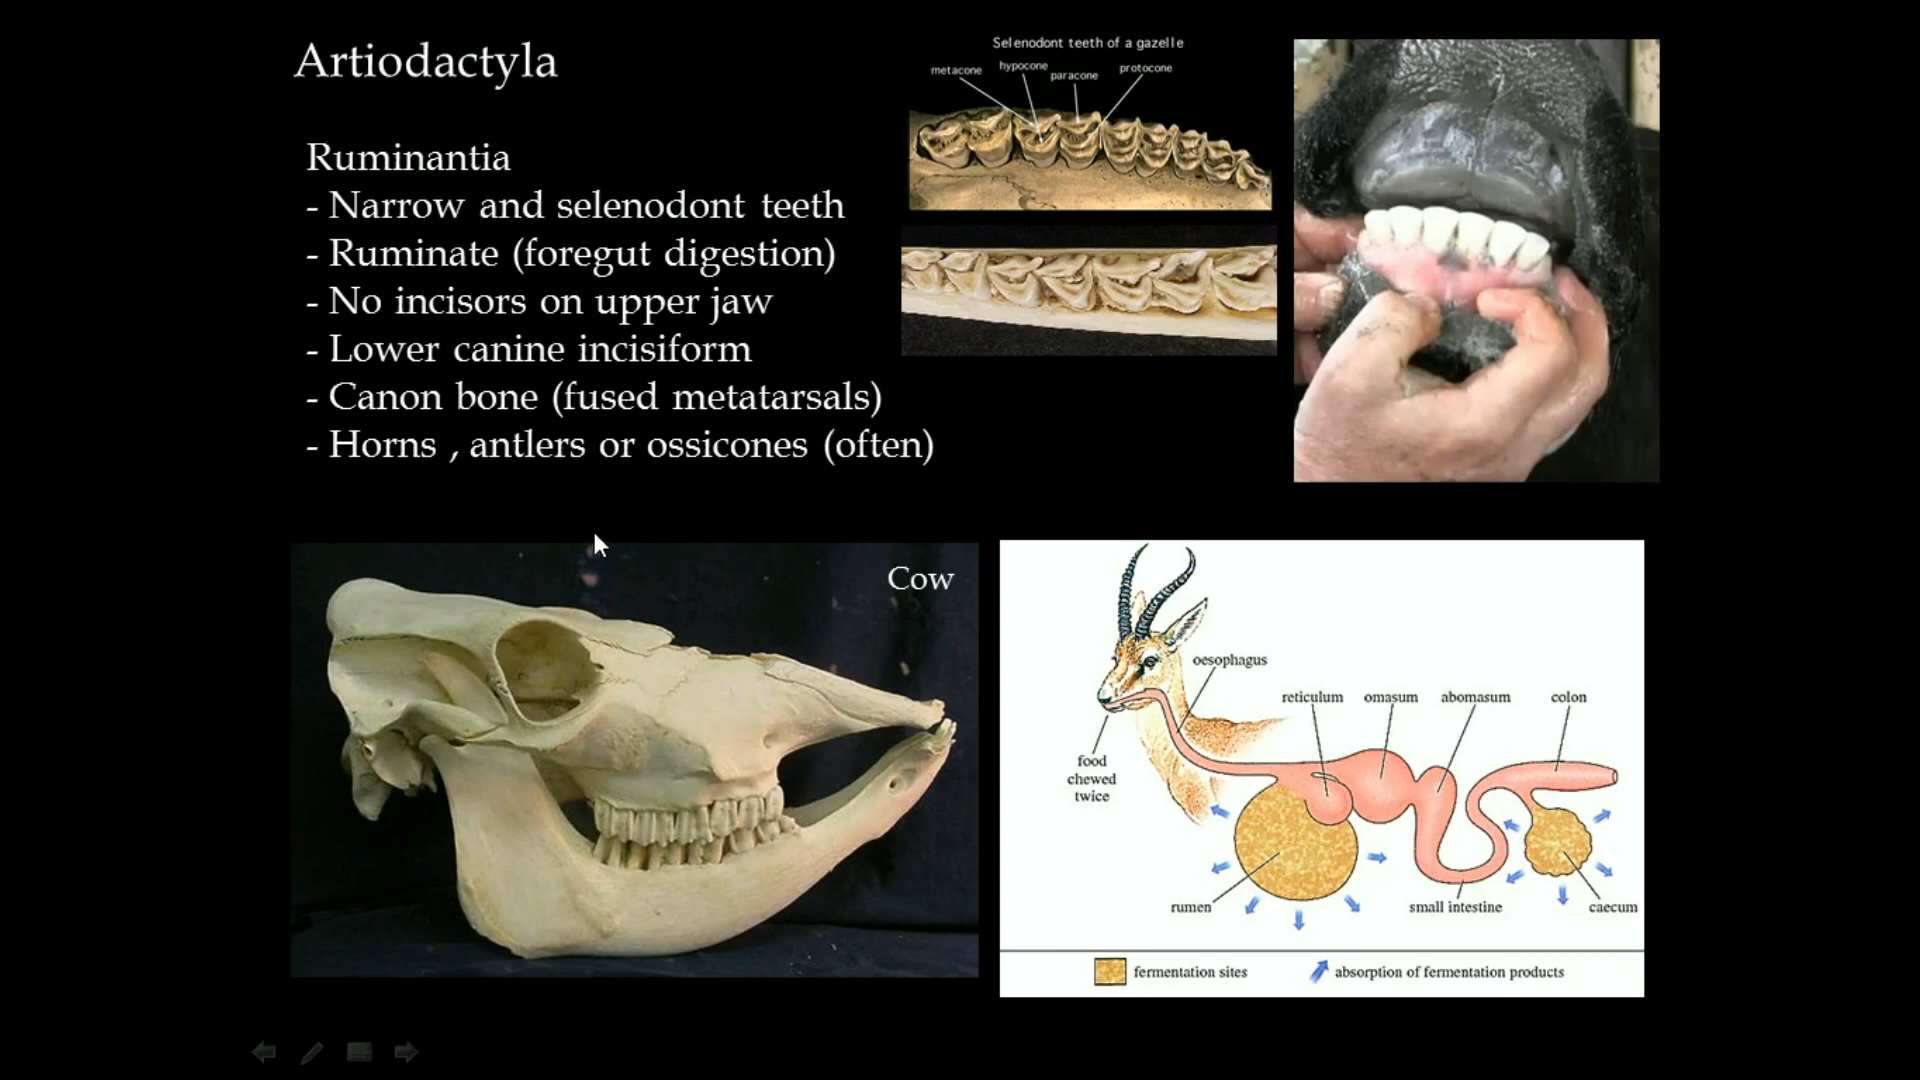 Artiodactyla
Ruminantia
- Narrow and selenodont teeth
- Ruminate (foregut digestion)
- No incisors on upper jaw
- Lower canine incisiform
- Canon bone (fused metatarsals)
- Horns , antlers or ossicones (often)
Selenodont teeth of a gazelle
metacone
hypocone
paracone
protocone
Cow
oesophagus
reticulum
omasum
abomasum
colon
food
chewed
twice
rumen
small intestine
caecum
fermentation sites
absorption of fermentation products